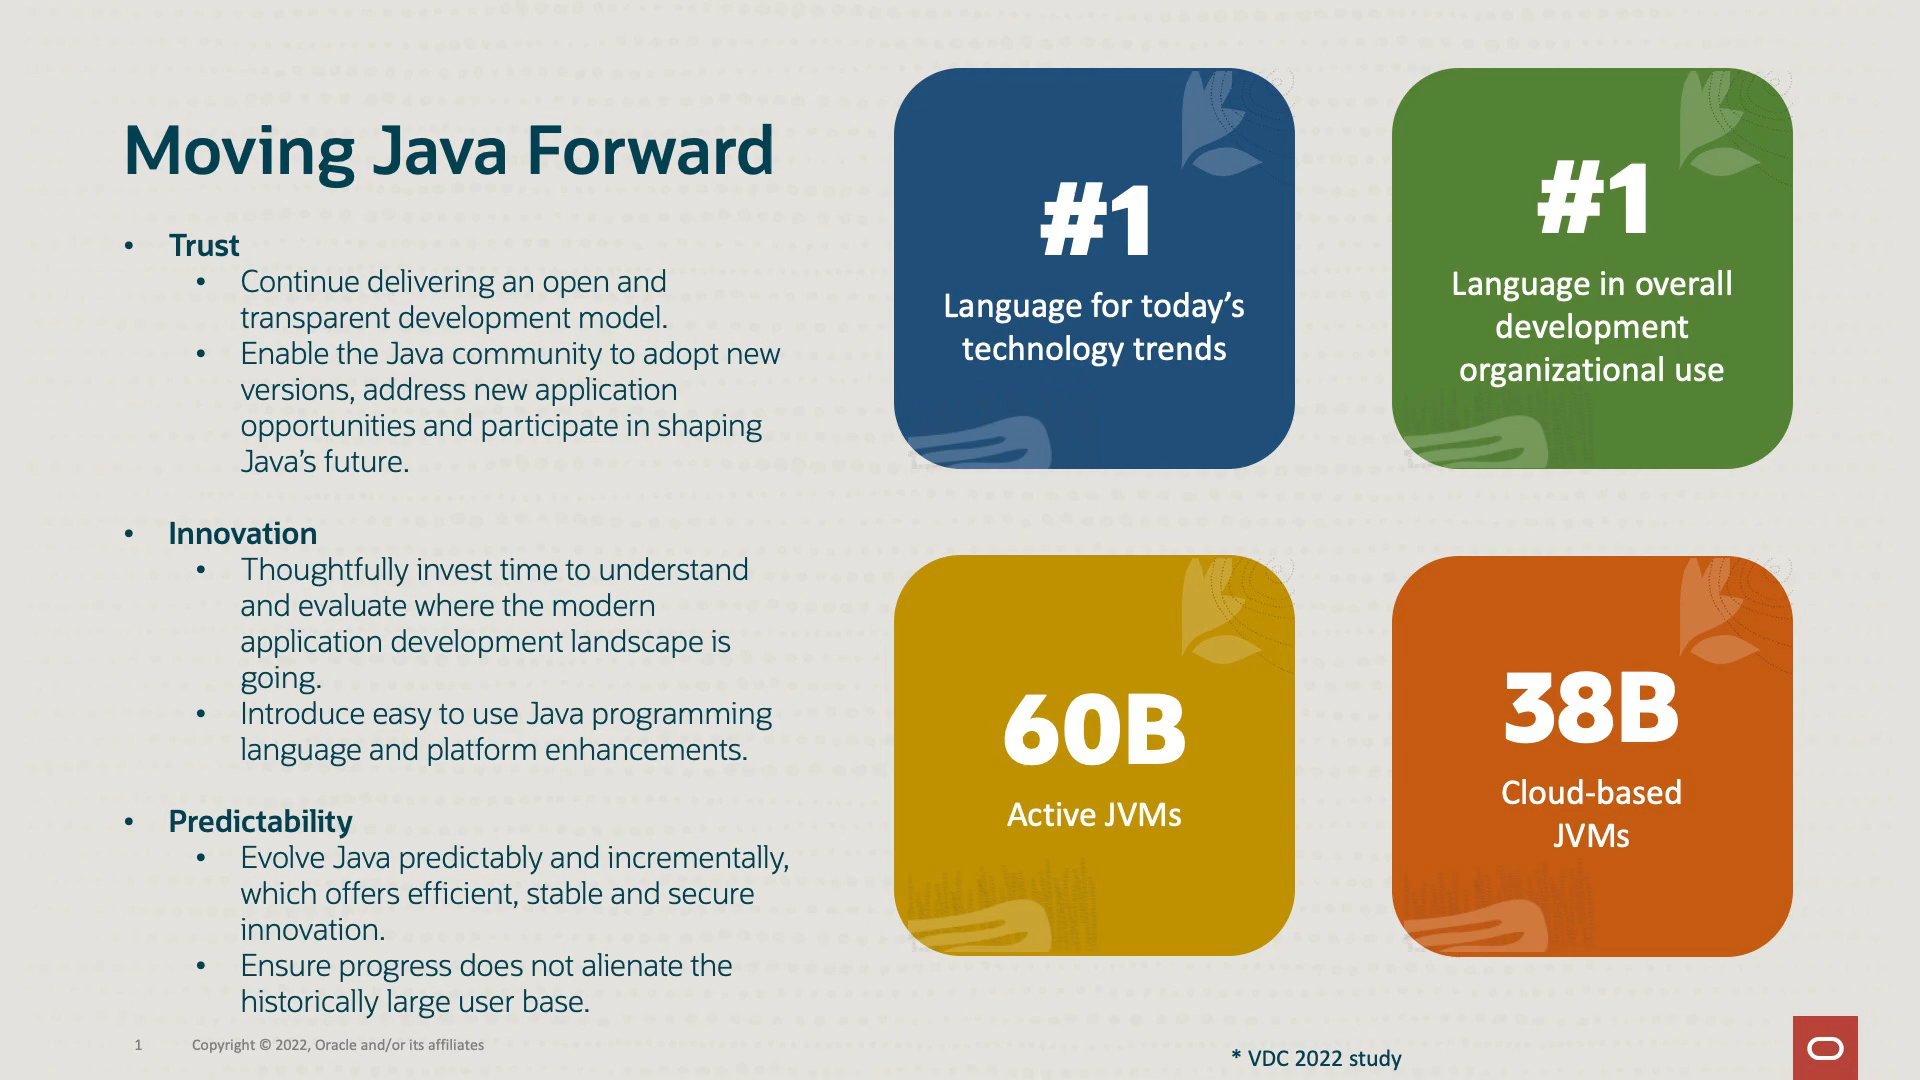 Moving Java Forward
• Trust
• Continue delivering an open and
transparent development model.
• Enable the Java community to adopt new
versions, address new application
opportunities and participate in shaping
Java’s future.
• Innovation
• Thoughtfully invest time to understand
and evaluate where the modern
application development landscape is
going.
• Introduce easy to use Java programming
language and platform enhancements.
• Predictability
• Evolve Java predictably and incrementally,
which offers efficient, stable and secure
innovation.
• Ensure progress does not alienate the
historically large user base.
#1
Language for today’s
technology trends
#1
Language in overall
development
organizational use
60B
Active JVMs
38B
Cloud-based
JVMs
1 Copyright © 2022, Oracle and/or its affiliates
* VDC 2022 study